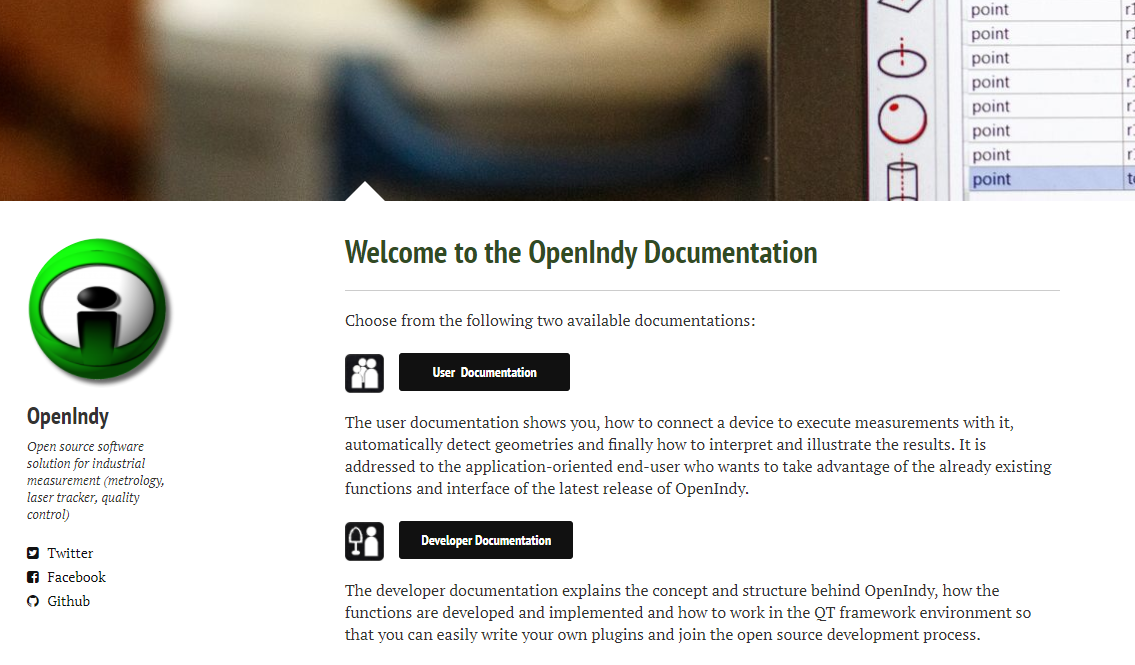 point r1
point r1
point r1
point r1
point r1
point r1
point r1
point
Welcome to the OpenIndy Documentation
Choose from the following two available documentations:
User Documentation
The user documentation shows you, how to connect a device to execute measurements with it,
automatically detect geometries and finally how to interpret and illustrate the results. It is
addressed to the application-oriented end-user who wants to take advantage of the already existing
functions and interface of the latest release of OpenIndy.
Developer Documentation
The developer documentation explains the concept and structure behind OpenIndy, how the
functions are developed and implemented and how to work in the QT framework environment so
that you can easily write your own plugins and join the open source development process.
OpenIndy
Open source software
solution for industrial
measurement (metrology,
laser tracker, quality
control)
Twitter
Facebook
Github